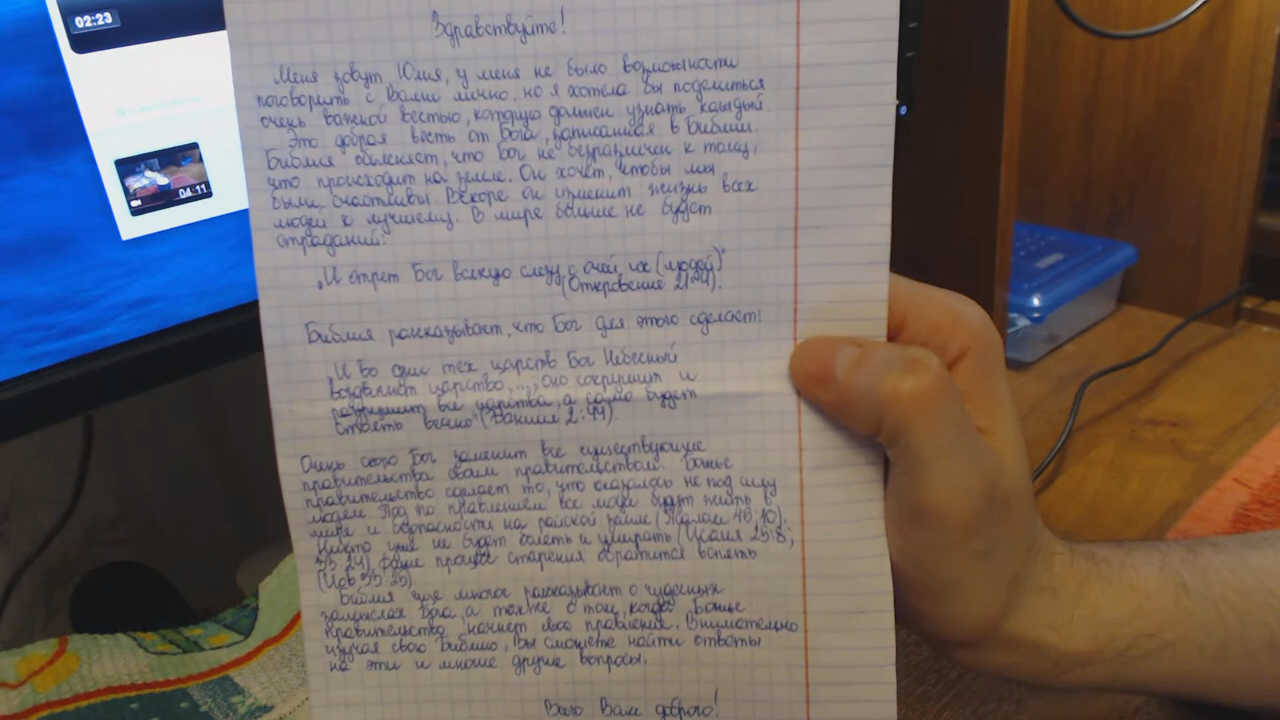 02:23
04:11
Здравствуйте!
Меня зовут Юлия, у меня не было возможности
поговорить с Вами лично, но я хотела бы поделиться
очень важной вестью, которую должен узнать каждый.
Это добрая весть от Бога, записанная в Библии.
Библия объясняет, что Бог не безразличен к тому,
что происходит на земле. Он хочет, чтобы мы
были счастливы. Вскоре он изменит жизнь всех
людей к лучшему. В мире больше не будет
страданий:
„И отрет Бог всякую слезу с очей их (людей)"
(Откровение 21:4).
Библия рассказывает, что Бог для этого сделает:
И во дни тех царств Бог Небесный
воздвигнет царство, ...; оно сокрушит и
разрушит все царства, а само будет
стоять вечно" (Даниил 2:44).
Очень скоро Бог заменит все существующие
правительства своим правительством. Божье
правительство сделает то, что оказалось не под силу
людям. Под его правлением все люди будут жить в
мире и безопасности на райской земле (Псалом
Никто уже не будет болеть и умирать (Исаия 25:8;
33:24), даже процесс старения обратится вспять
(Иов 33:25).
Библия еще многое рассказывает о чудесных
замыслах Бога, а также о том, когда Божье
правительство начнет свое правление. Внимательно
изучая свою Библию, Вы сможете найти ответы
на эти и многие другие вопросы.
Всего Вам доброго!